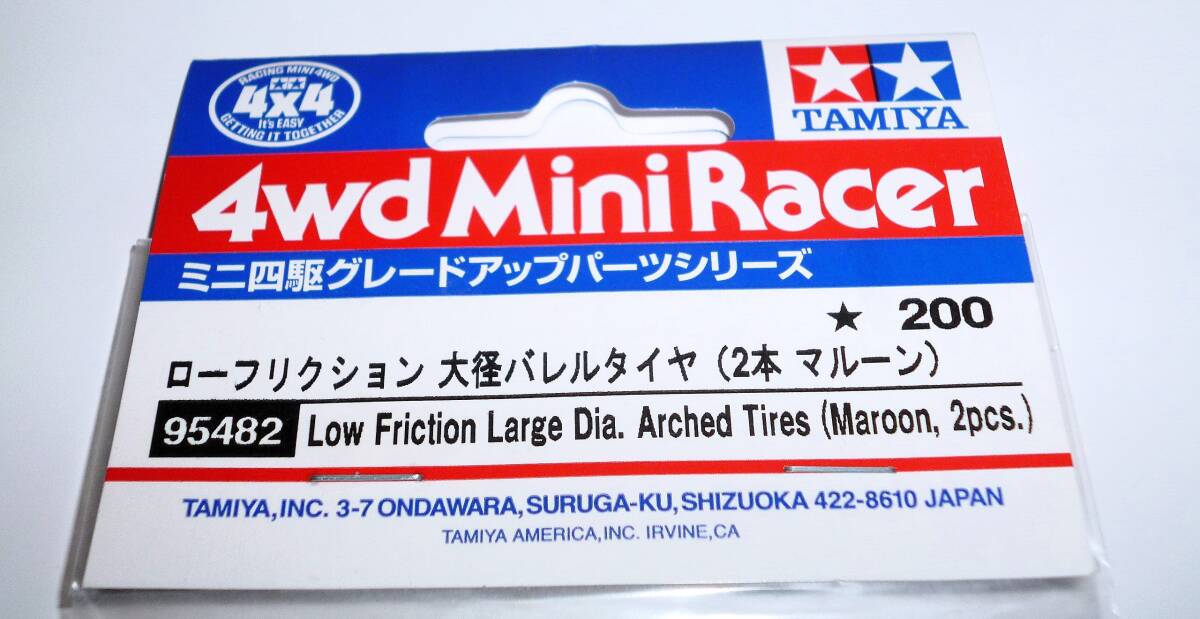 RACING MINI 4WD
4x4
It's EASY
GETTING IT TOGETHER
TAMIYA
4wd Mini Racer
ミニ四駆グレードアップパーツシリーズ
★ 200
ローフリクション 大径バレルタイヤ (2本 マルーン)
95482 Low Friction Large Dia. Arched Tires (Maroon, 2pcs.)
TAMIYA,INC. 3-7 ONDAWARA,SURUGA-KU,SHIZUOKA 422-8610 JAPAN
TAMIYA AMERICA,INC. IRVINE,CA